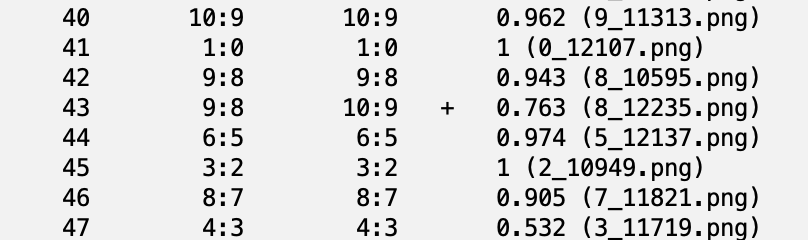 40 10:9 10:9 0.962 (9_11313.png)
41 1:0 1:0 1 (0_12107.png)
42 9:8 9:8 0.943 (8_10595.png)
43 9:8 10:9 + 0.763 (8_12235.png)
44 6:5 6:5 0.974 (5_12137.png)
45 3:2 3:2 1 (2_10949.png)
46 8:7 8:7 0.905 (7_11821.png)
47 4:3 4:3 0.532 (3_11719.png)